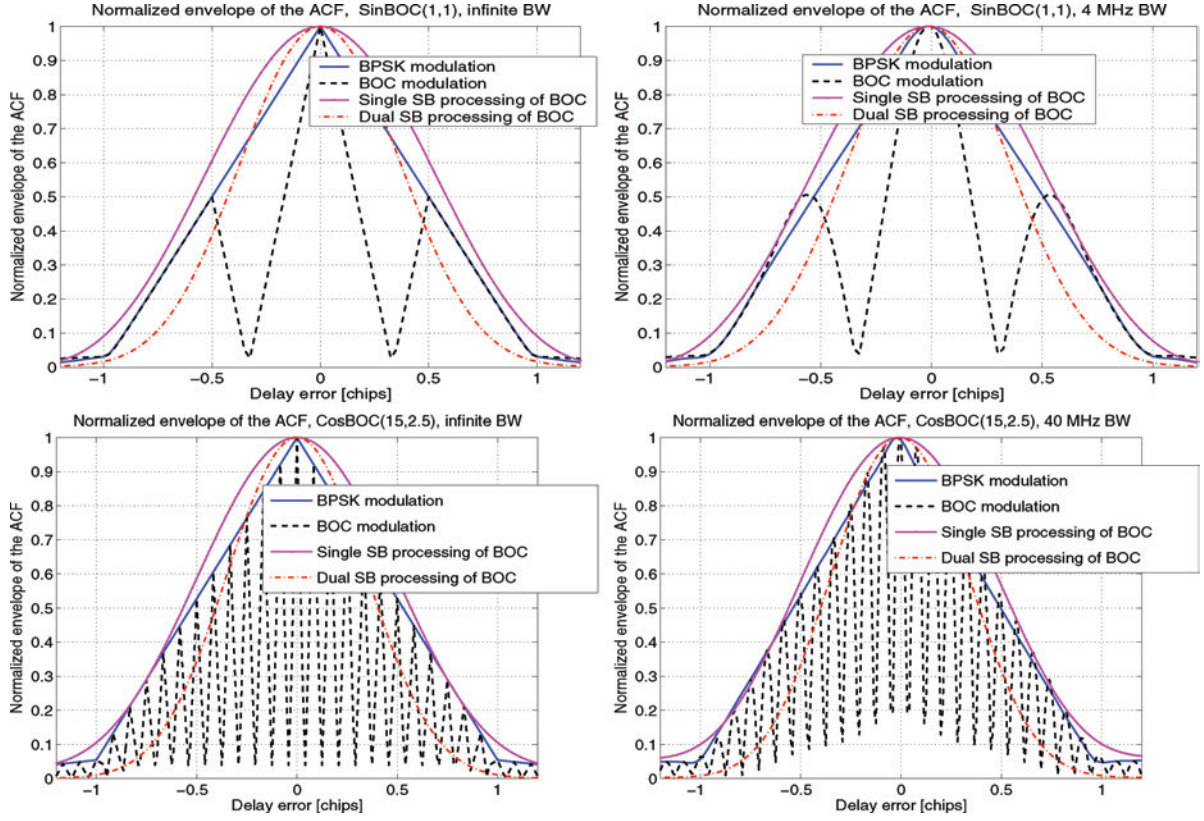 Normalized envelope of the ACF, SinBOC(1,1), infinite BW
Normalized envelope of the ACF
1
0.9
0.8
0.7
0.6
0.5
0.4
0.3
0.2
0.1
0
BPSK modulation
BOC modulation
Single SB processing of BOC
Dual SB processing of BOC
−1 −0.5 0 0.5 1
Delay error [chips]
Normalized envelope of the ACF, SinBOC(1,1), 4 MHz BW
Normalized envelope of the ACF
1
0.9
0.8
0.7
0.6
0.5
0.4
0.3
0.2
0.1
0
BPSK modulation
BOC modulation
Single SB processing of BOC
Dual SB processing of BOC
−1 −0.5 0 0.5 1
Delay error [chips]
Normalized envelope of the ACF, CosBOC(15,2.5), infinite BW
Normalized envelope of the ACF
1
0.9
0.8
0.7
0.6
0.5
0.4
0.3
0.2
0.1
0
BPSK modulation
BOC modulation
Single SB processing of BOC
Dual SB processing of BOC
−1 −0.5 0 0.5 1
Delay error [chips]
Normalized envelope of the ACF, CosBOC(15,2.5), 40 MHz BW
Normalized envelope of the ACF
1
0.9
0.8
0.7
0.6
0.5
0.4
0.3
0.2
0.1
0
BPSK modulation
BOC modulation
Single SB processing of BOC
Dual SB processing of BOC
−1 −0.5 0 0.5 1
Delay error [chips]